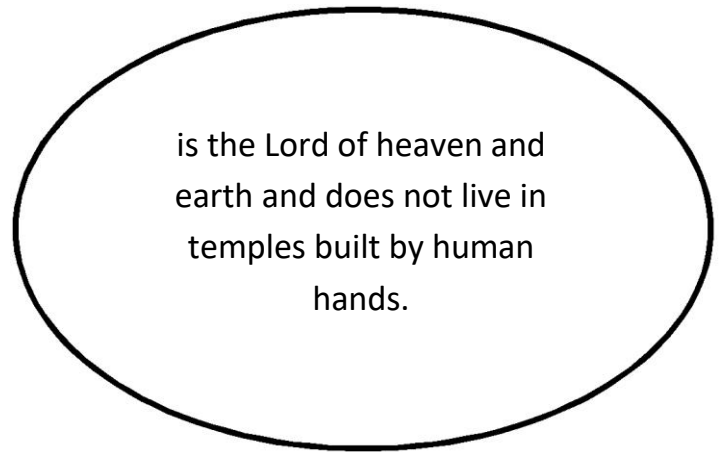 is the Lord of heaven and
earth and does not live in
temples built by human
hands.